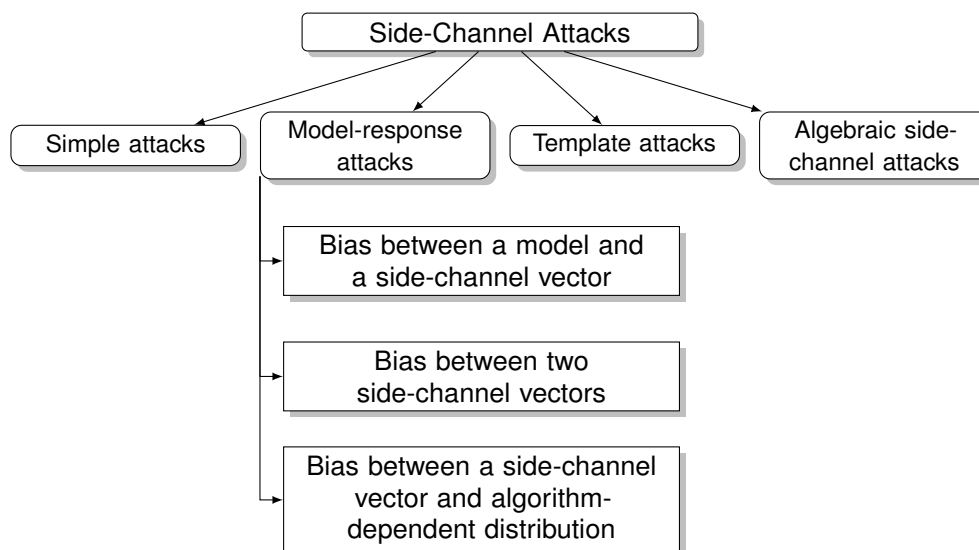 Side-Channel Attacks
Simple attacks
Model-response
attacks
Template attacks
Algebraic side-
channel attacks
Bias between a model and
a side-channel vector
Bias between two
side-channel vectors
Bias between a side-channel
vector and algorithm-
dependent distribution